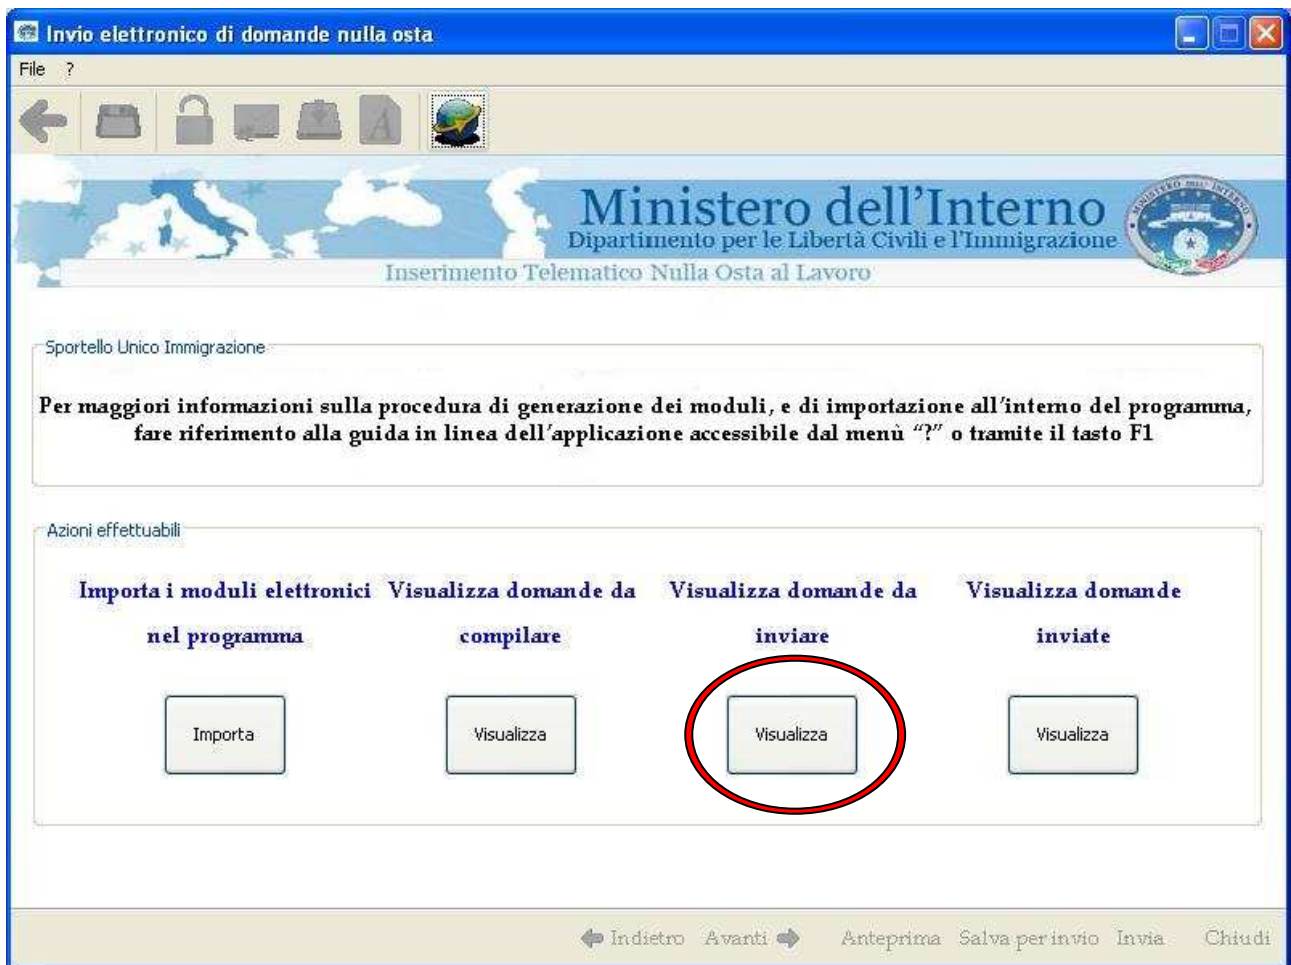 Invio elettronico di domande nulla osta
File ?
A
Ministero dell'Interno
Dipartimento per le Libertà Civili e l'Immigrazione
MINISTERO DELL'INTERNO
Inserimento Telematico Nulla Osta al Lavoro
Sportello Unico Immigrazione
Per maggiori informazioni sulla procedura di generazione dei moduli, e di importazione all'interno del programma,
fare riferimento alla guida in linea dell'applicazione accessibile dal menù “?” o tramite il tasto F1
Azioni effettuabili
Importa i moduli elettronici
nel programma
Visualizza domande da
compilare
Visualizza domande da
inviare
Visualizza domande
inviate
Importa
Visualizza
Visualizza
Visualizza
Indietro Avanti Anteprima Salva per invio Invia Chiudi